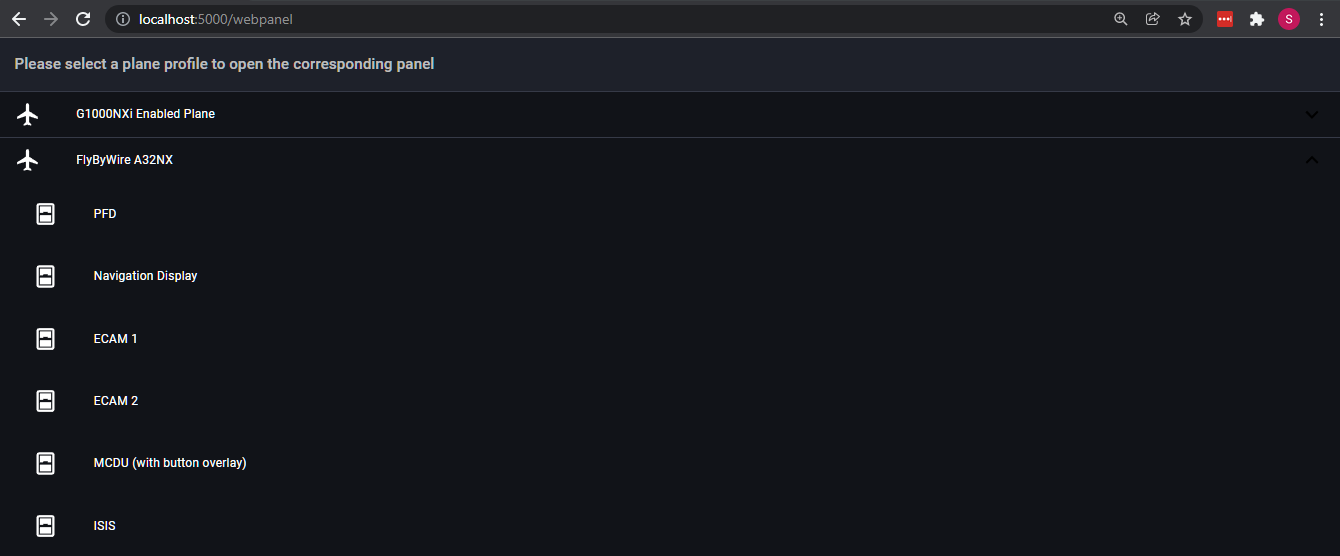 localhost:5000/webpanel
S
Please select a plane profile to open the corresponding panel
G1000NXi Enabled Plane
FlyByWire A32NX
PFD
Navigation Display
ECAM 1
ECAM 2
MCDU (with button overlay)
ISIS